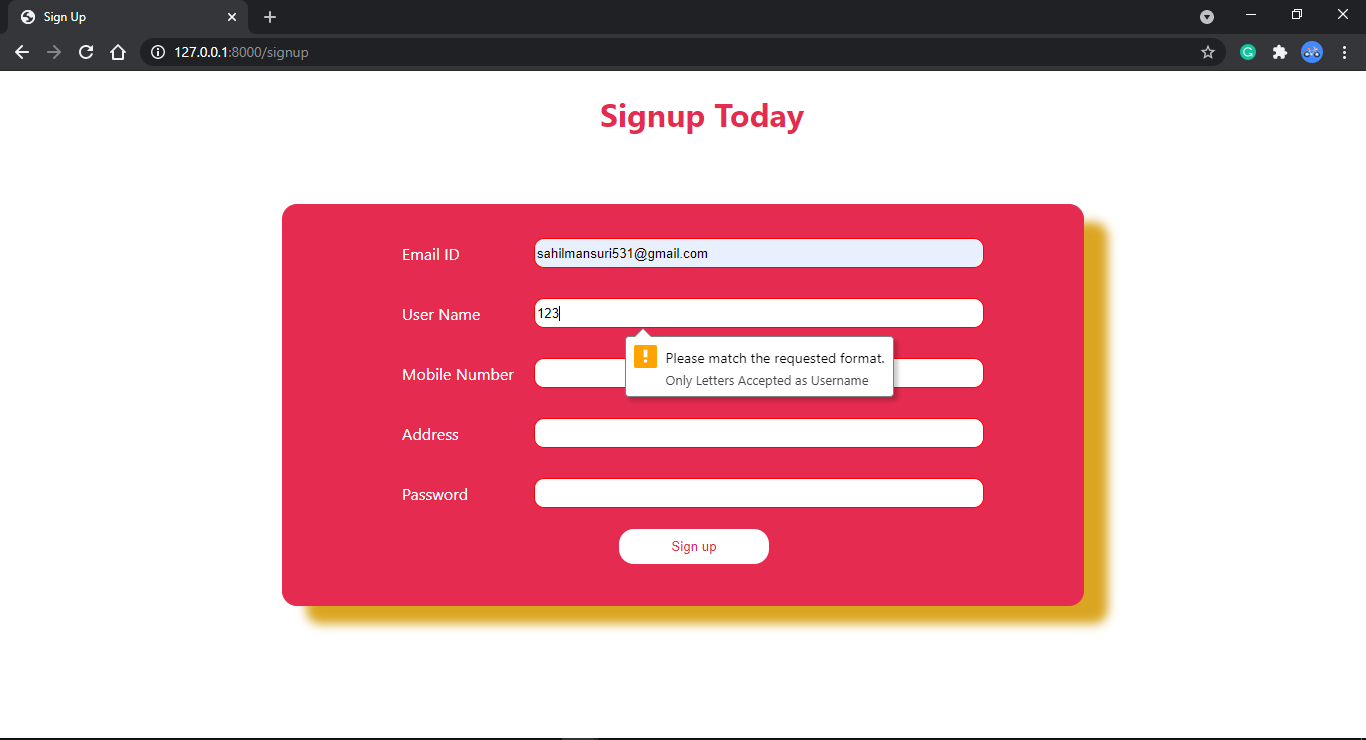 Sign Up
127.0.0.1:8000/signup
Signup Today
Email ID
sahilmansuri531@gmail.com
User Name
123
Please match the requested format.
Mobile Number
Only Letters Accepted as Username
Address
Password
Sign up